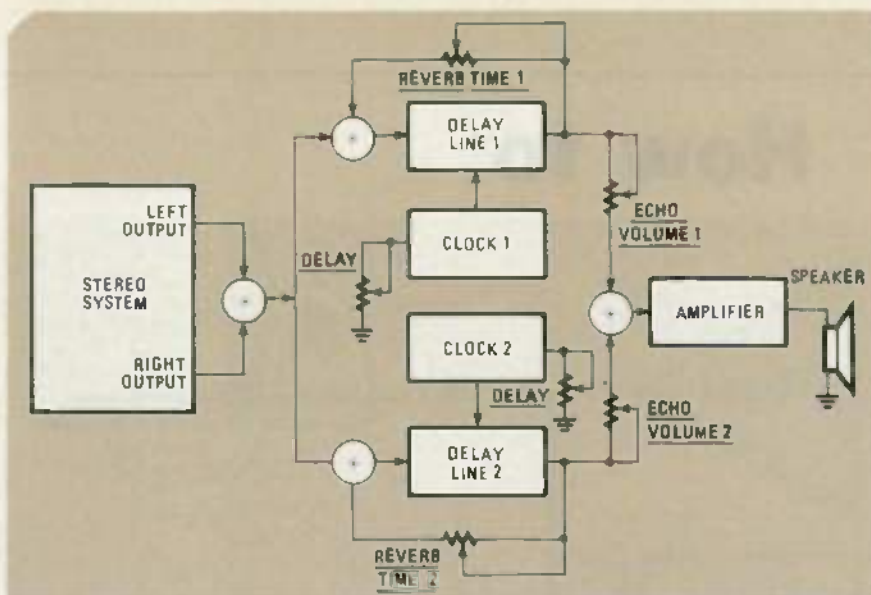 REVERB TIME 1
DELAY
LINE 1
LEFT
OUTPUT
STEREO
SYSTEM
RIGHT
OUTPUT
DELAY
CLOCK 1
ECHO
VOLUME 1
SPEAKER
AMPLIFIER
CLOCK 2
DELAY
ECHO
VOLUME 2
DELAY
LINE 2
REVERB
TIME 2